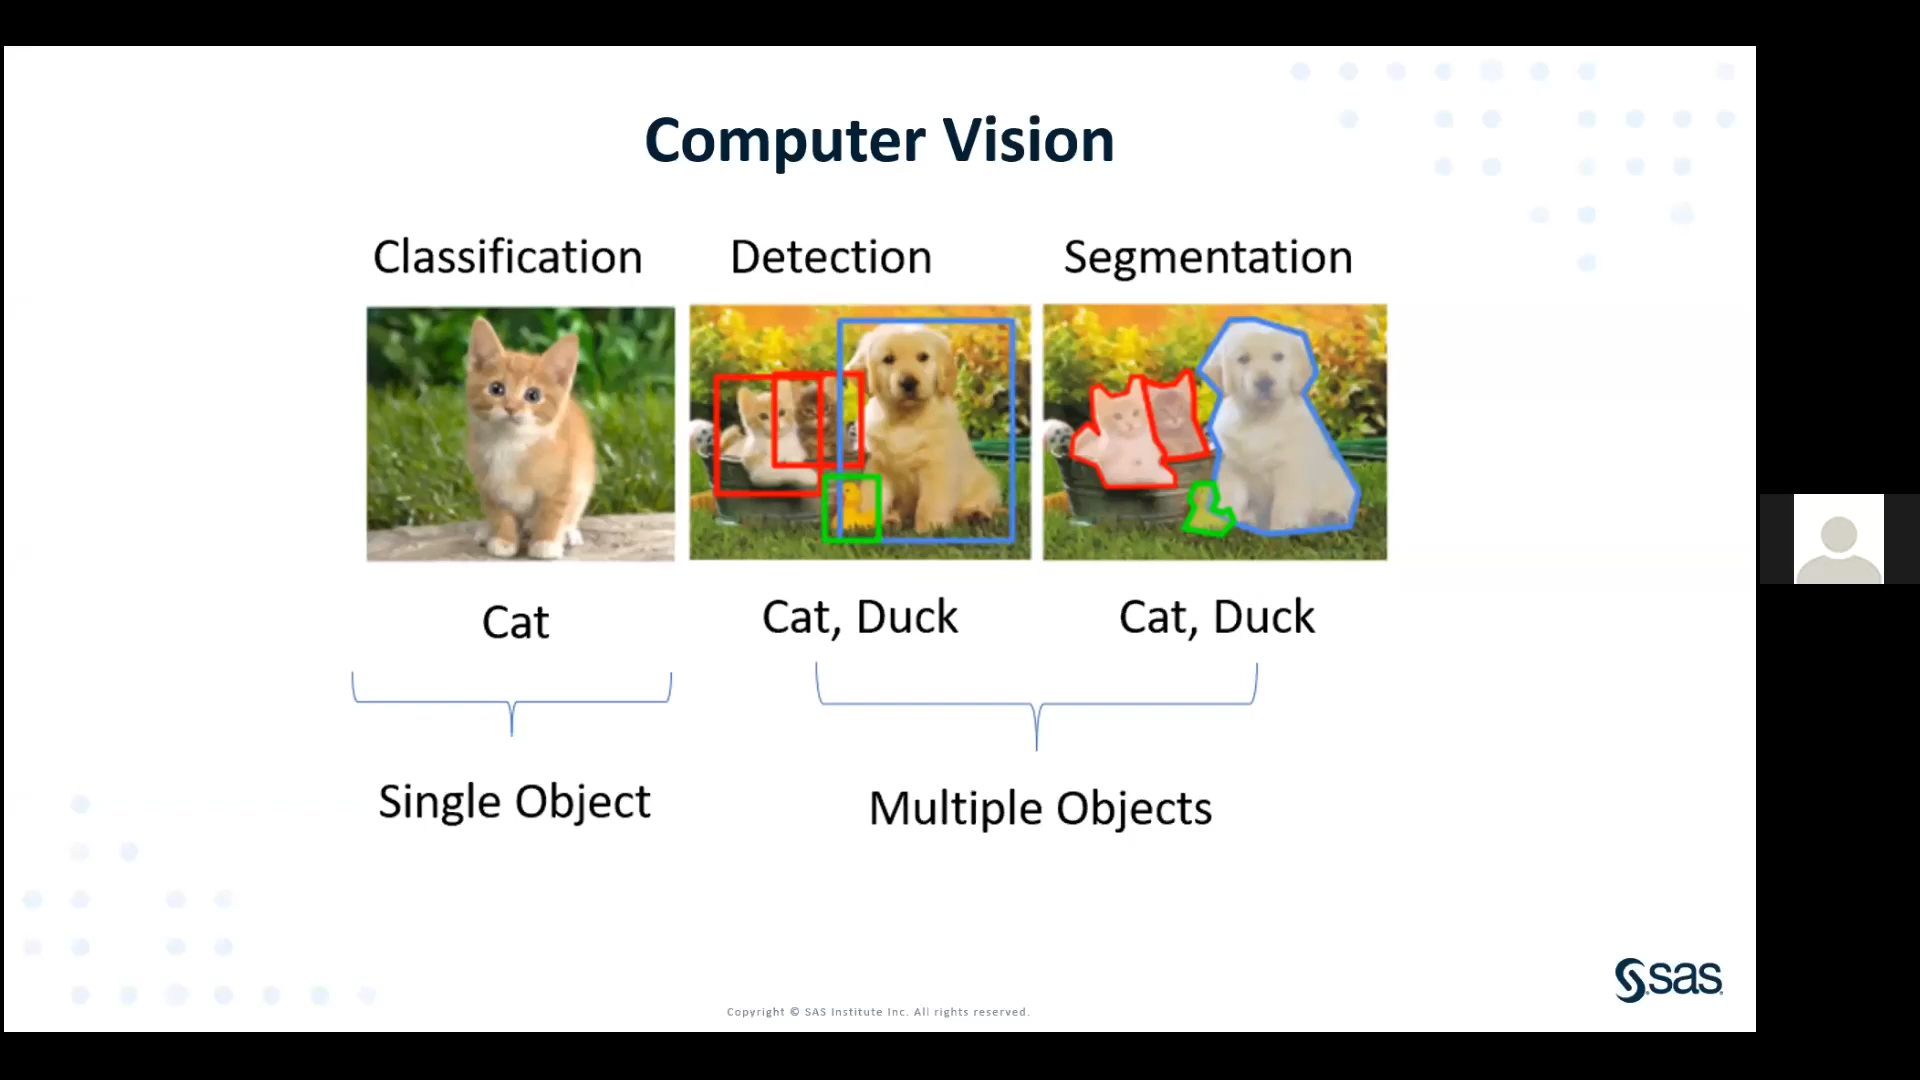 Computer Vision
Classification
Detection
Segmentation
Cat
Cat, Duck
Cat, Duck
Single Object
Multiple Objects
sas
Copyright © SAS Institute Inc. All rights reserved.